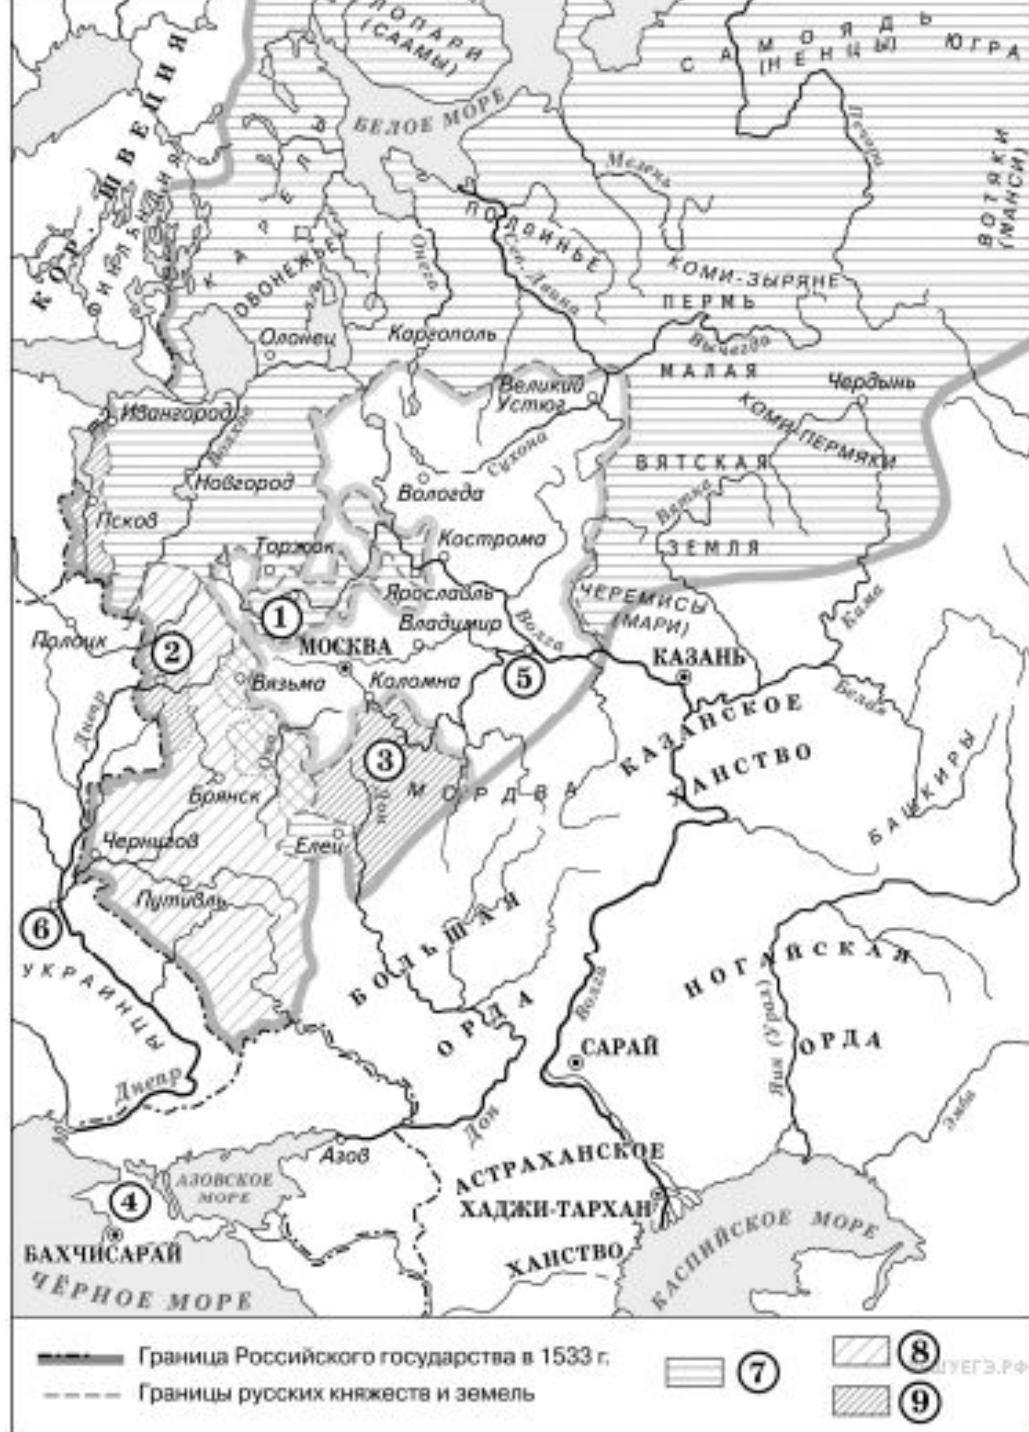 ЛОПАРИ
(СААМЫ)
САМОЯДЬ
(НЕНЦЫ)
ЮГРА
КОР. ШВЕЦИЯ
ФИНЛЯНДИЯ
БЕЛОЕ МОРЕ
Печора
Мезень
ВОТЯКИ
(МАНСИ)
КАРЕЛЫ
ПОДВИНЬЕ
Сев. Двина
Онега
ОБОНЕЖЬЕ
КОМИ-ЗЫРЯНЕ
ПЕРМЬ
Вычегда
МАЛАЯ
Олонец
Каргополь
Великий
Устюг
Чердынь
КОМИ-ПЕРМЯКИ
Ивангород
Волхов
Сухона
ВЯТСКАЯ
Новгород
Вологда
Вятка
Псков
Торжок
Кострома
ЗЕМЛЯ
1
Ярославль
ЧЕРЕМИСЫ
(МАРИ)
Кама
Полоцк
2
МОСКВА
Владимир
Волга
КАЗАНЬ
Вязьма
Коломна
5
Белая
Днепр
Ока
3
КАЗАНСКОЕ
ХАНСТВО
Брянск
Дон
МОРДВА
БАШКИРЫ
Чернигов
Елец
Путивль
6
УКРАИНЦЫ
БОЛЬШАЯ
ОРДА
Волга
НОГАЙСКАЯ
ОРДА
Яик (Урал)
САРАЙ
Днепр
Дон
Эмба
Азов
АЗОВСКОЕ
МОРЕ
АСТРАХАНСКОЕ
ХАДЖИ-ТАРХАН
ХАНСТВО
4
БАХЧИСАРАЙ
ЧЁРНОЕ МОРЕ
КАСПИЙСКОЕ МОРЕ
Граница Российского государства в 1533 г.
Границы русских княжеств и земель
7
8
9
ШУЕГЭ.РФ